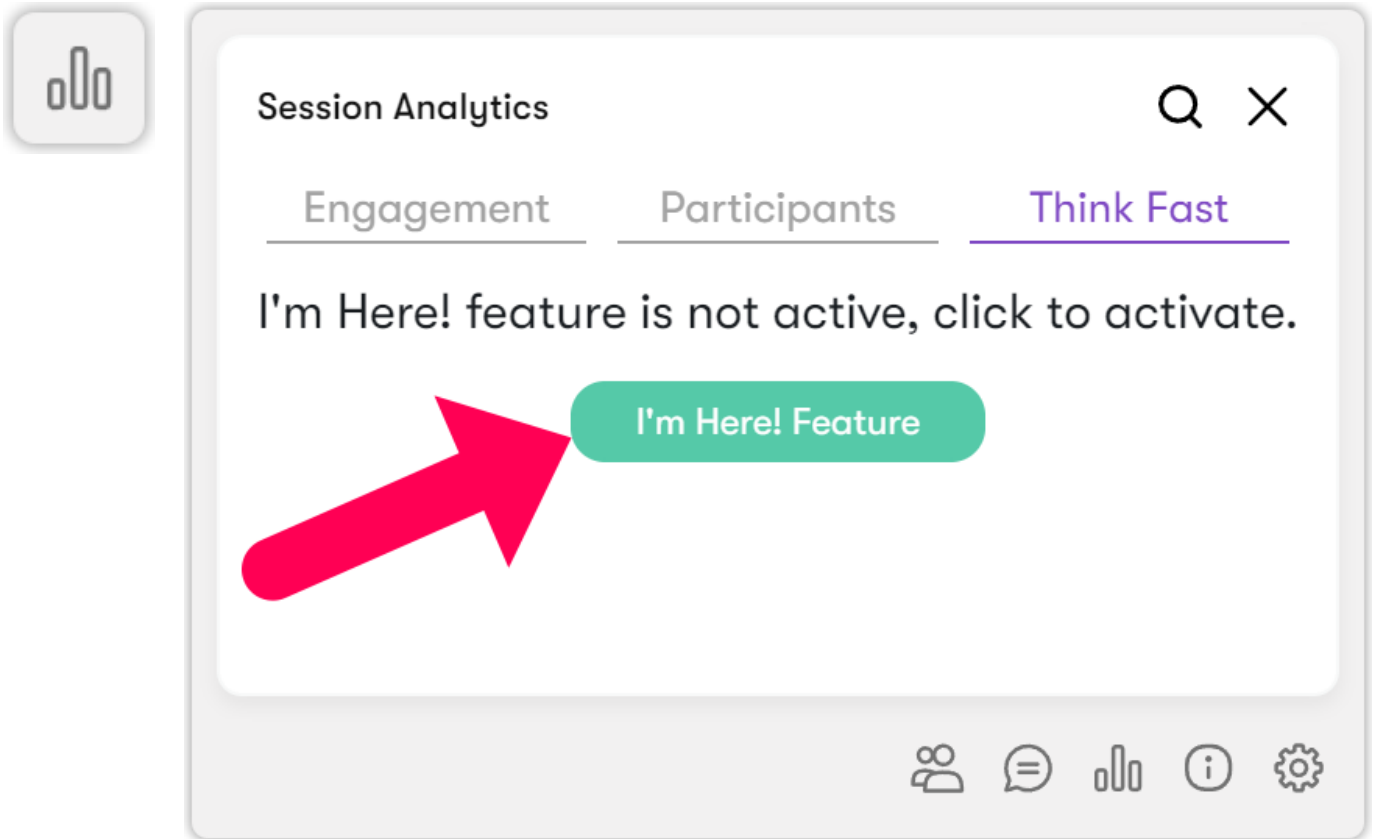 Session Analytics
Engagement Participants Think Fast
I'm Here! feature is not active, click to activate.
I'm Here! Feature